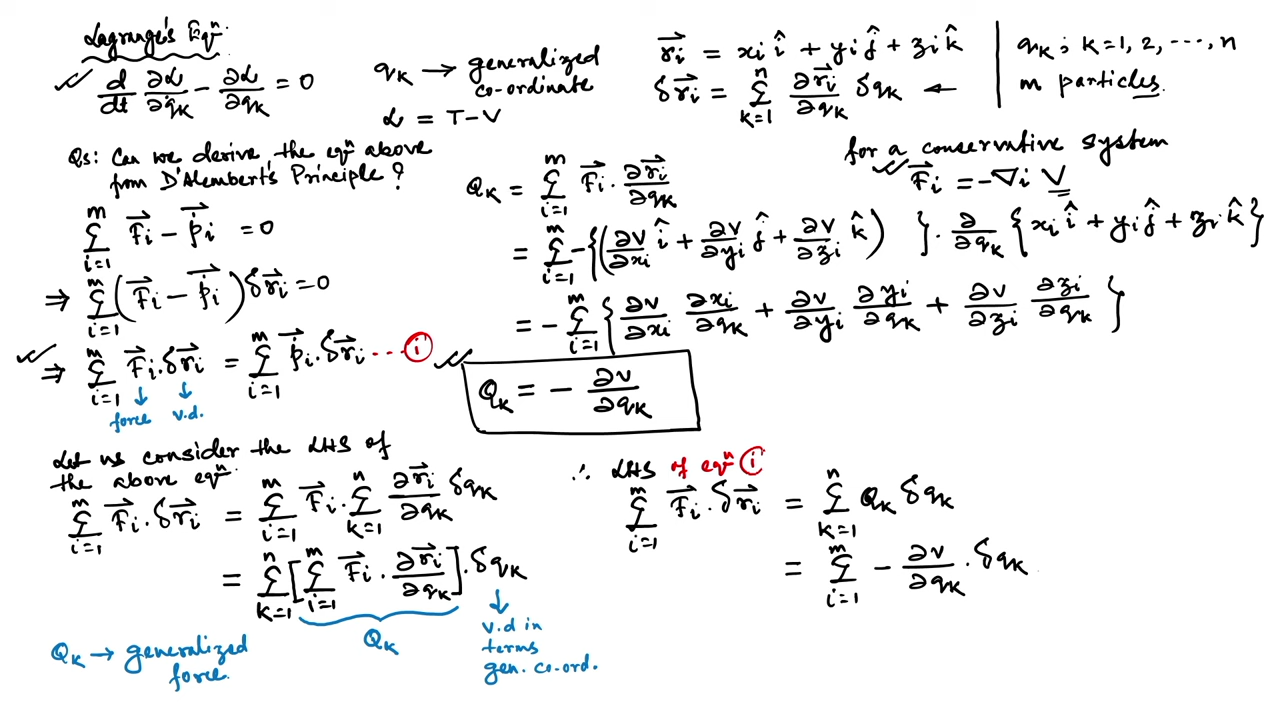 Lagrange's Eqⁿ.
✓ d/dt ∂L/∂q̇ₖ − ∂L/∂qₖ = 0
qₖ → generalized co-ordinate
L = T − V
r⃗ᵢ = xᵢ î + yᵢ ĵ + zᵢ k̂
δr⃗ᵢ = Σ_{k=1}^{n} ∂r⃗ᵢ/∂qₖ δqₖ ←
qₖ ; k = 1, 2, ⋯, n
m particles.
Qs: Can we derive the eqⁿ above
from D'Alembert's Principle?
Σ_{i=1}^{m} F⃗ᵢ − ṗ⃗ᵢ = 0
⇒ Σ_{i=1}^{m} (F⃗ᵢ − ṗ⃗ᵢ) δr⃗ᵢ = 0
✓ ⇒ Σ_{i=1}^{m} F⃗ᵢ · δr⃗ᵢ = Σ_{i=1}^{m} ṗ⃗ᵢ · δr⃗ᵢ --- (i)
↓ ↓
force v.d.
Let us consider the LHS of
the above eqⁿ.
Σ_{i=1}^{m} F⃗ᵢ · δr⃗ᵢ = Σ_{i=1}^{m} F⃗ᵢ · Σ_{k=1}^{n} ∂r⃗ᵢ/∂qₖ δqₖ
= Σ_{k=1}^{n} [ Σ_{i=1}^{m} F⃗ᵢ · ∂r⃗ᵢ/∂qₖ ] · δqₖ
Qₖ
↓
v.d in
terms
gen. co-ord.
Qₖ → generalized
force.
for a conservtive system
✓ F⃗ᵢ = −∇ᵢ V
Qₖ = Σ_{i=1}^{m} F⃗ᵢ · ∂r⃗ᵢ/∂qₖ
= Σ_{i=1}^{m} −{(∂V/∂xᵢ î + ∂V/∂yᵢ ĵ + ∂V/∂zᵢ k̂) } · ∂/∂qₖ {xᵢ î + yᵢ ĵ + zᵢ k̂}
= − Σ_{i=1}^{m} {∂V/∂xᵢ ∂xᵢ/∂qₖ + ∂V/∂yᵢ ∂yᵢ/∂qₖ + ∂V/∂zᵢ ∂zᵢ/∂qₖ}
✓ Qₖ = − ∂V/∂qₖ
∴ LHS of eqⁿ (i)
Σ_{i=1}^{m} F⃗ᵢ · δr⃗ᵢ = Σ_{k=1}^{n} Qₖ δqₖ
= Σ_{i=1}^{m} − ∂V/∂qₖ · δqₖ